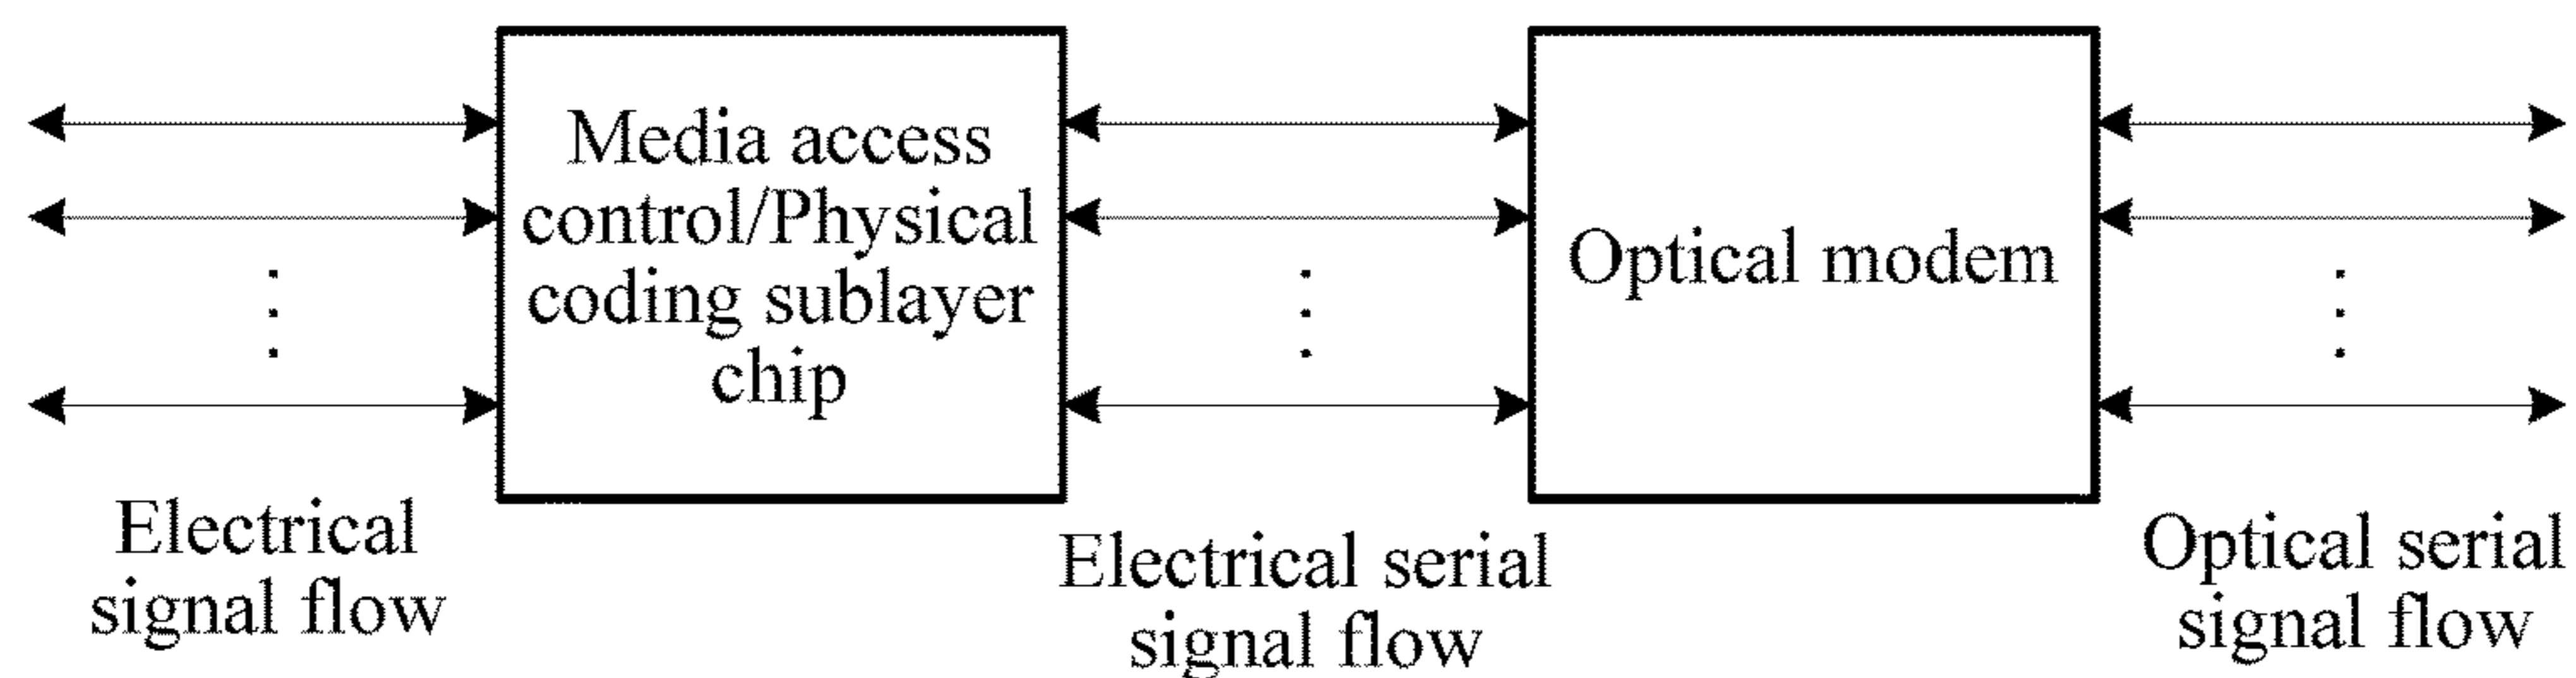 Media access
control/Physical
coding sublayer
chip
Optical modem
Electrical
signal flow
Electrical serial
signal flow
Optical serial
signal flow